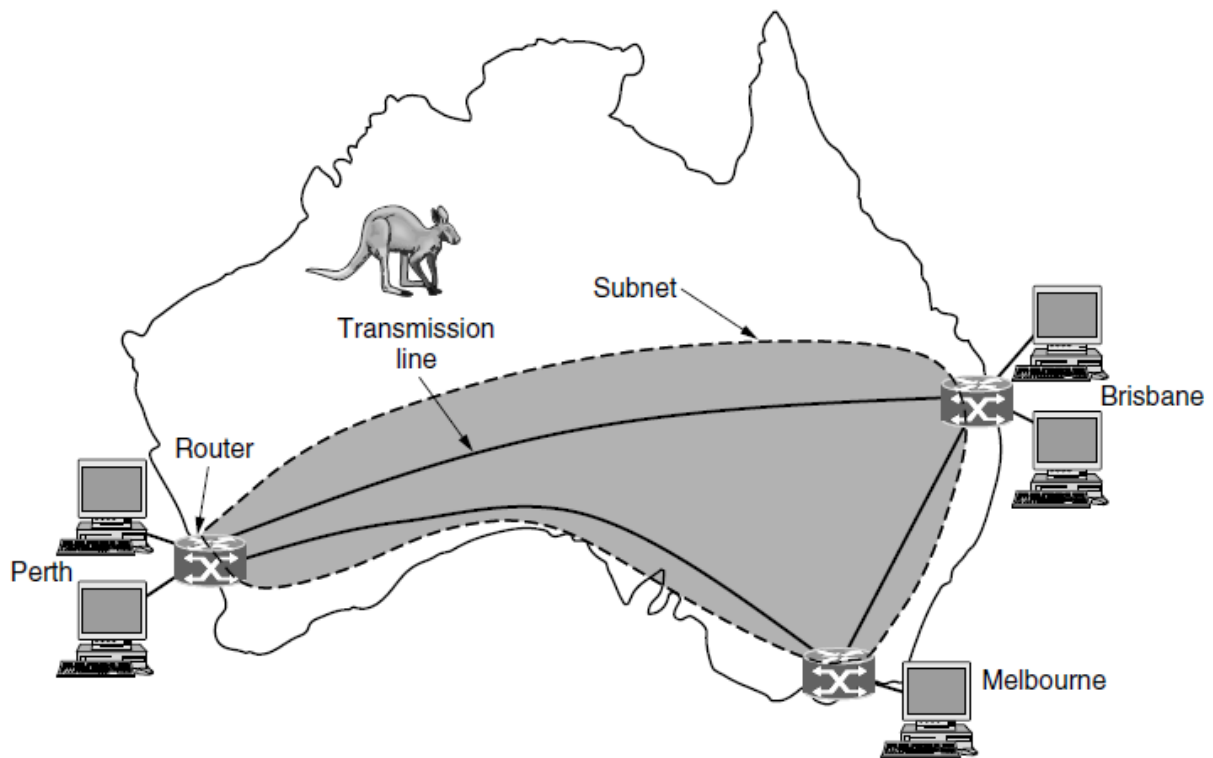 Subnet
Transmission
line
Brisbane
Router
Perth
Melbourne